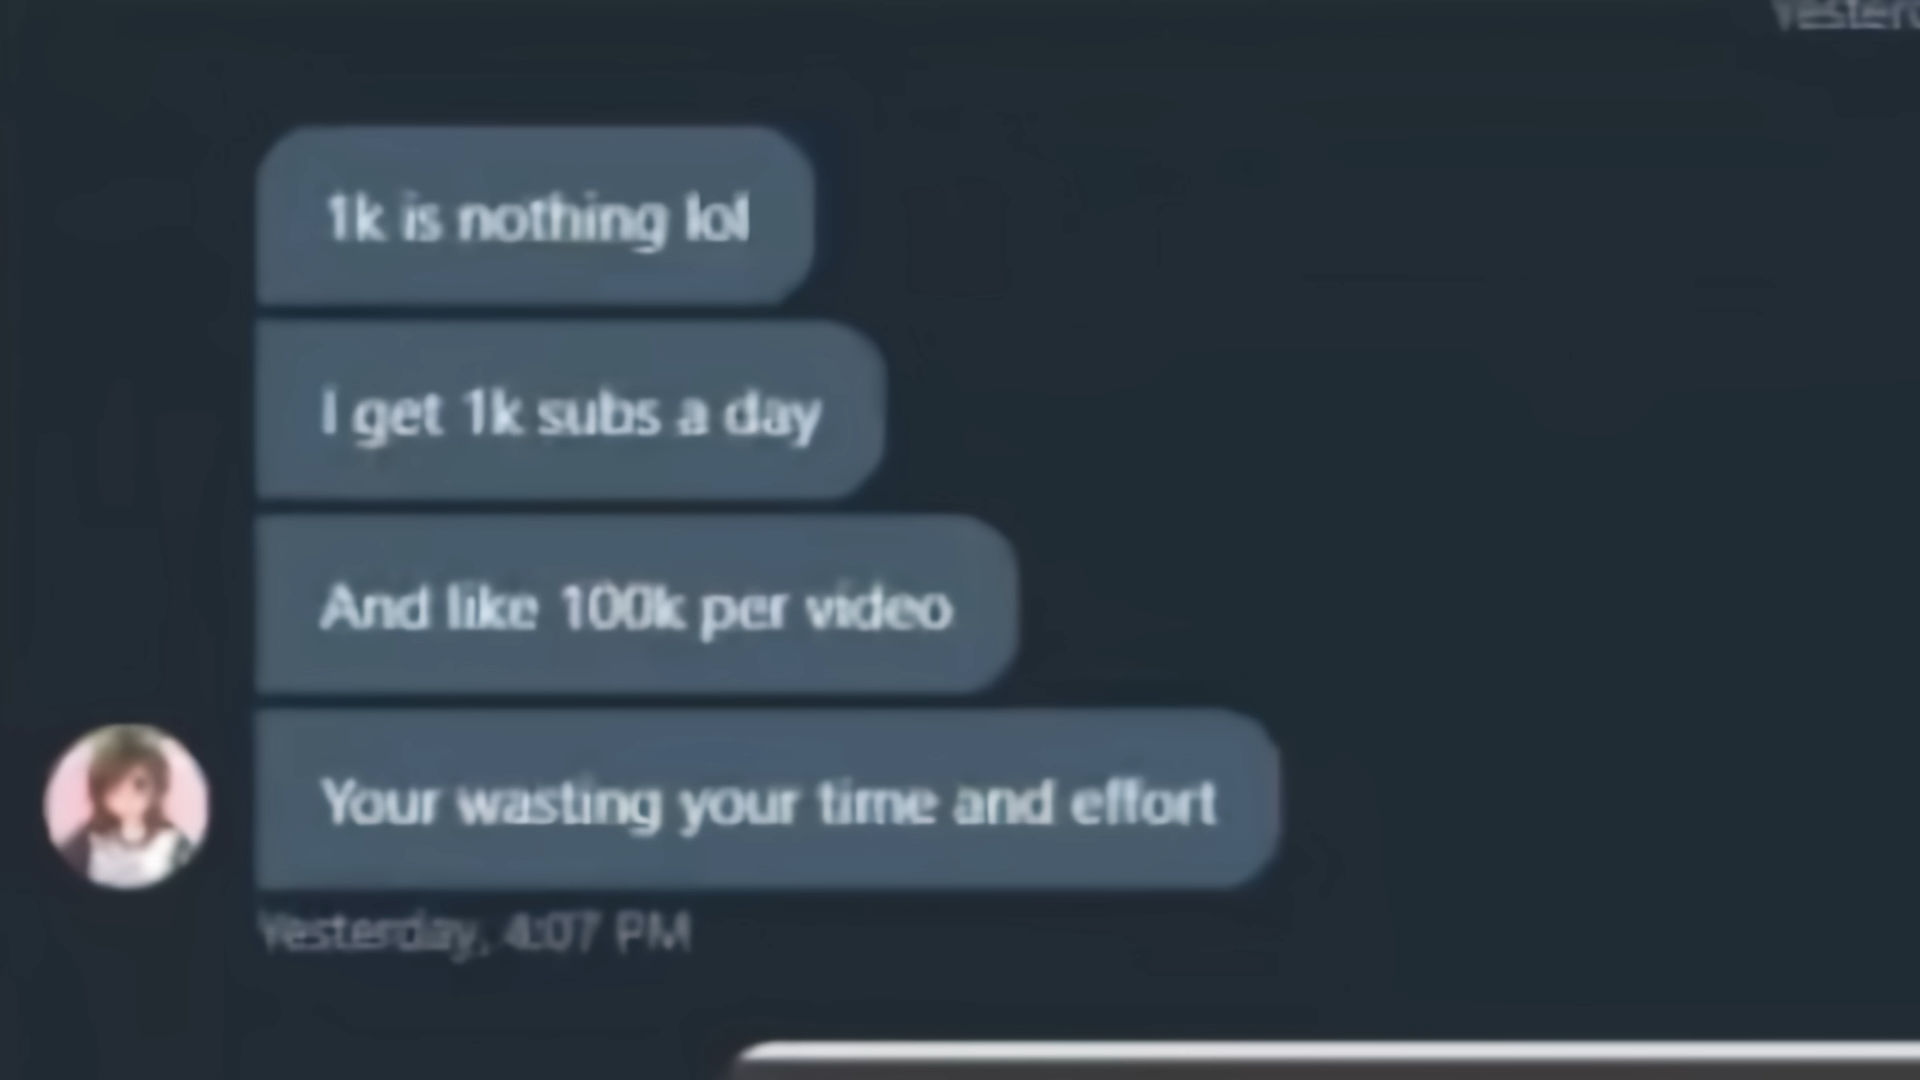 1k is nothing lol
I get 1k subs a day
And like 100k per video
Your wasting your time and effort
Yesterday, 4:07 PM